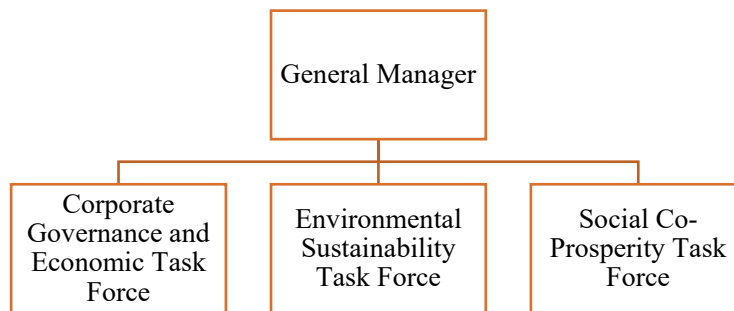 General Manager
Corporate
Governance and
Economic Task
Force
Environmental
Sustainability
Task Force
Social Co-
Prosperity Task
Force